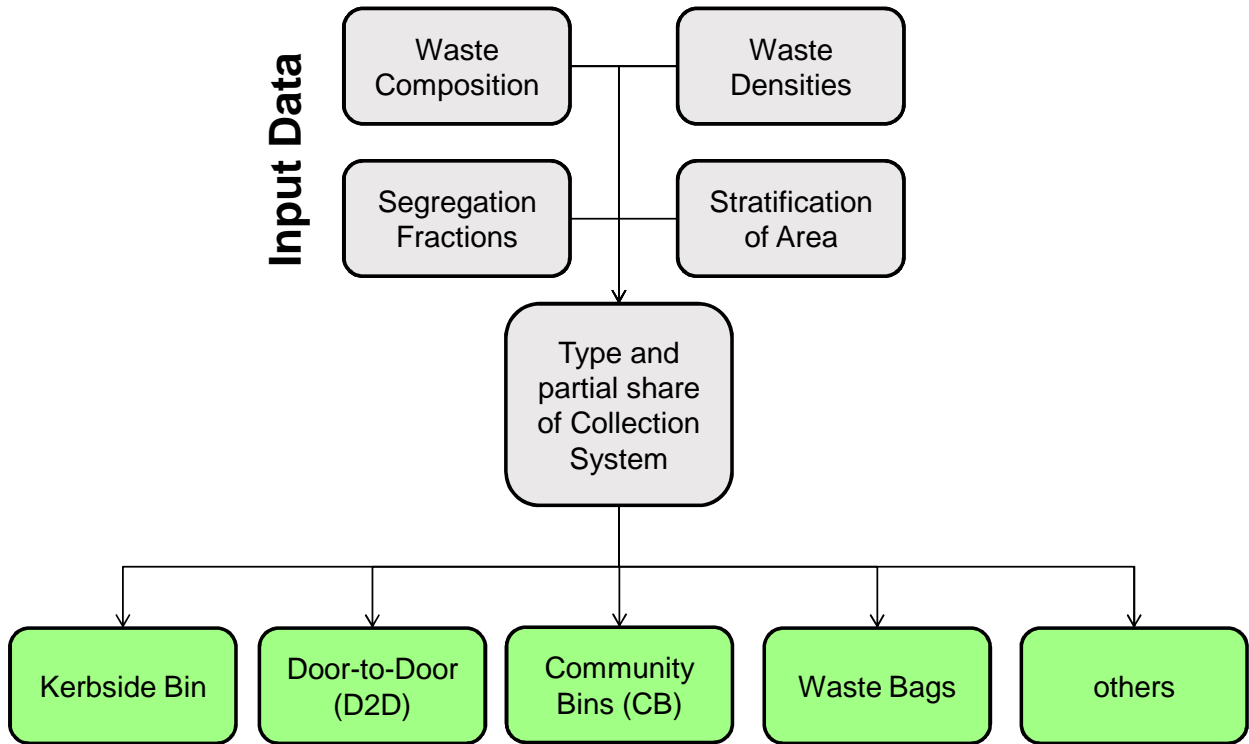 Input Data
Waste
Composition
Waste
Densities
Segregation
Fractions
Stratification
of Area
Type and
partial share
of Collection
System
Kerbside Bin
Door-to-Door
(D2D)
Community
Bins (CB)
Waste Bags
others